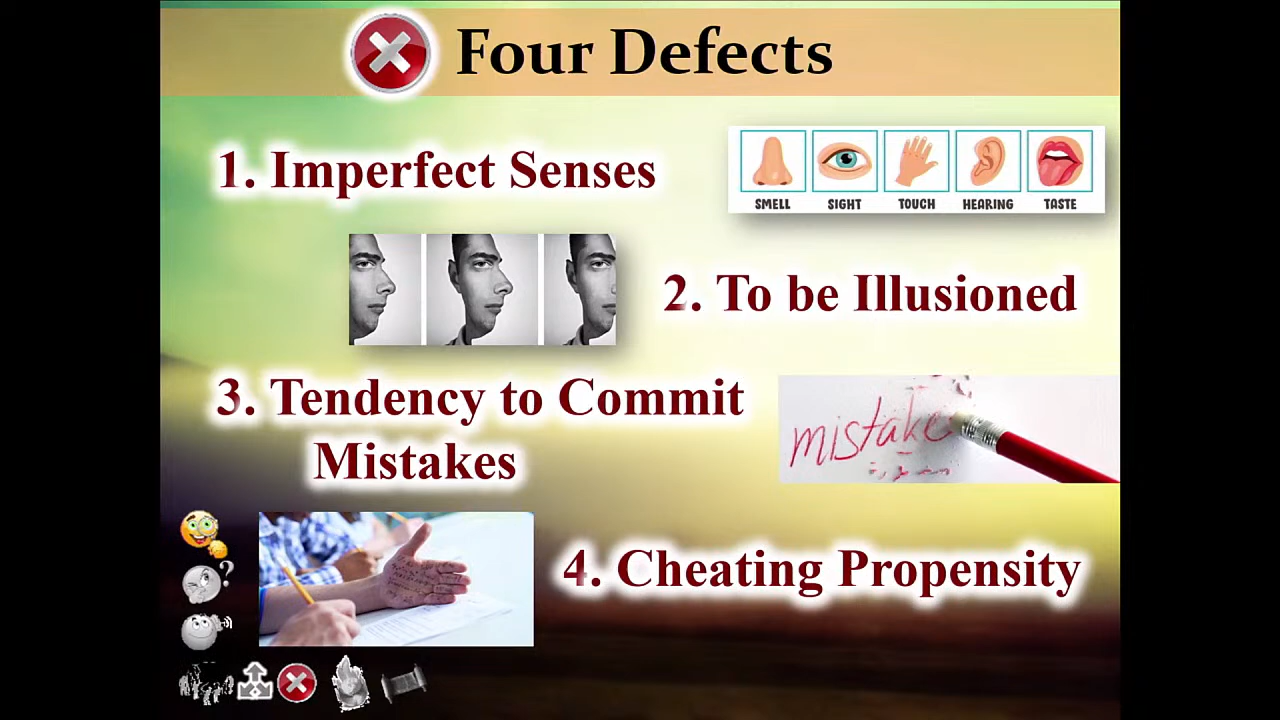 Four Defects
1. Imperfect Senses
SMELL SIGHT TOUCH HEARING TASTE
2. To be Illusioned
3. Tendency to Commit
Mistakes
mistake
4. Cheating Propensity
?